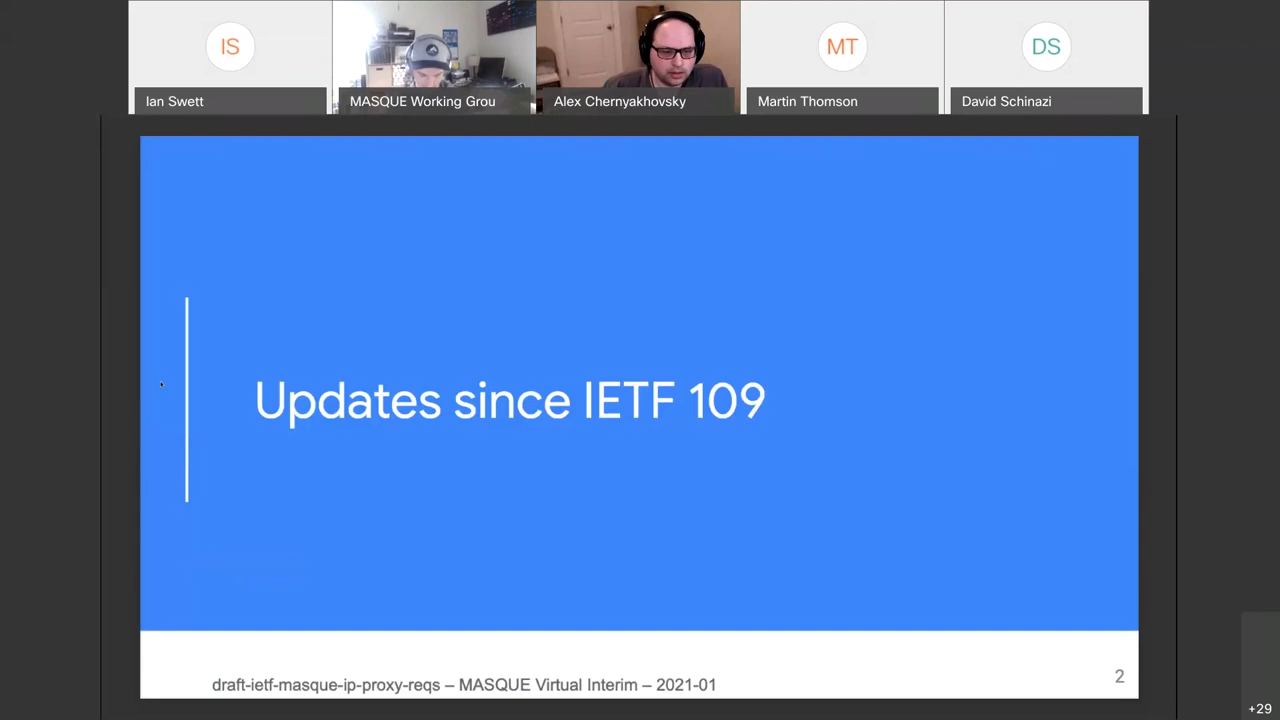 IS
MT
DS
Ian Swett
MASQUE Working Grou
Alex Chernyakhovsky
Martin Thomson
David Schinazi
Updates since IETF 109
draft-ietf-masque-ip-proxy-reqs – MASQUE Virtual Interim – 2021-01
2
+29